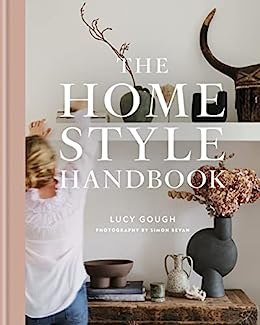 THE
HOME
STYLE
HANDBOOK
LUCY GOUGH
PHOTOGRAPHY BY SIMON BEVAN